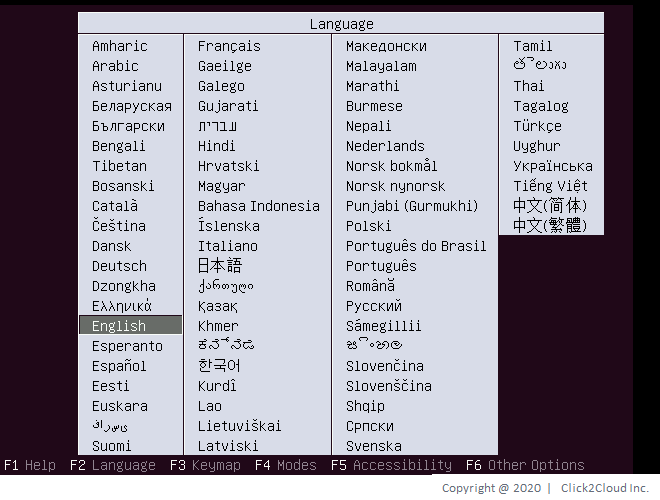 Language
Amharic
Arabic
Asturianu
Беларуская
Български
Bengali
Tibetan
Bosanski
Català
Čeština
Dansk
Deutsch
Dzongkha
Ελληνικά
English
Esperanto
Español
Eesti
Euskara
ىسراف
Suomi
Français
Gaeilge
Galego
Gujarati
עברית
Hindi
Hrvatski
Magyar
Bahasa Indonesia
Íslenska
Italiano
日本語
ქართული
Қазақ
Khmer
ಕನ್ನಡ
한국어
Kurdî
Lao
Lietuviškai
Latviski
Македонски
Malayalam
Marathi
Burmese
Nepali
Nederlands
Norsk bokmål
Norsk nynorsk
Punjabi (Gurmukhi)
Polski
Português do Brasil
Português
Română
Русский
Sámegillii
සිංහල
Slovenčina
Slovenščina
Shqip
Српски
Svenska
Tamil
తెలుగు
Thai
Tagalog
Türkçe
Uyghur
Українська
Tiếng Việt
中文(简体)
中文(繁體)
F1 Help F2 Language F3 Keymap F4 Modes F5 Accessibility F6 Other Options
Copyright @ 2020 | Click2Cloud Inc.